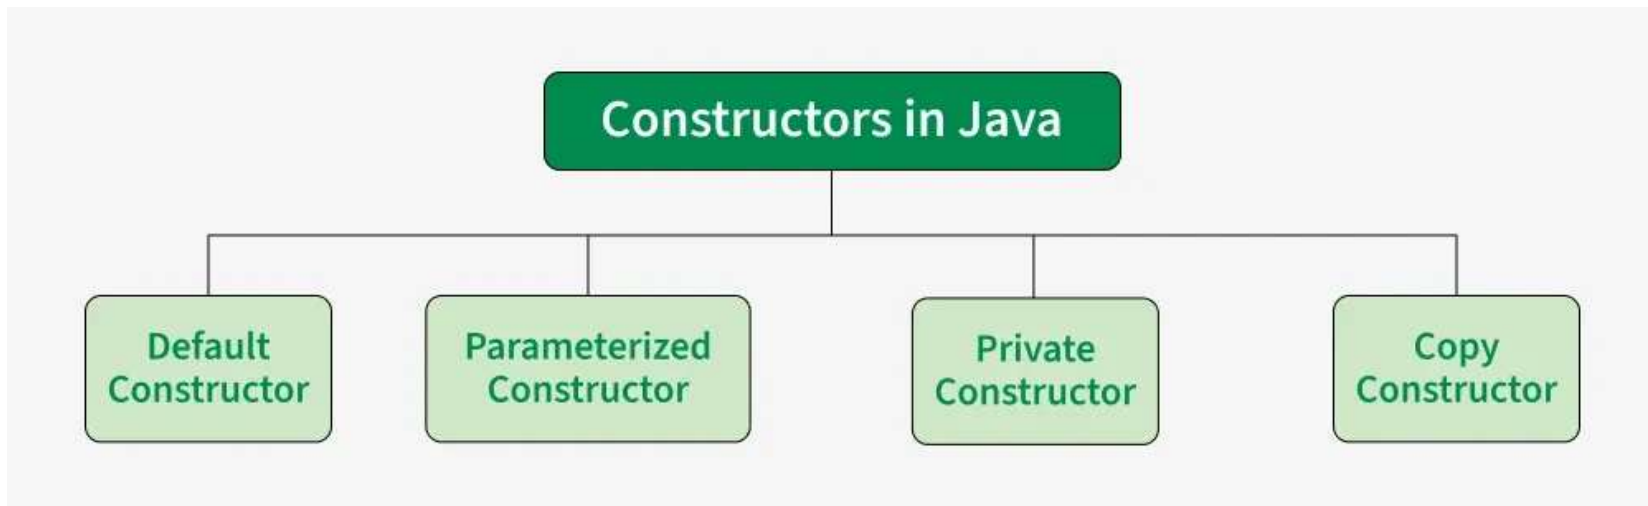 Constructors in Java
Default
Constructor
Parameterized
Constructor
Private
Constructor
Copy
Constructor